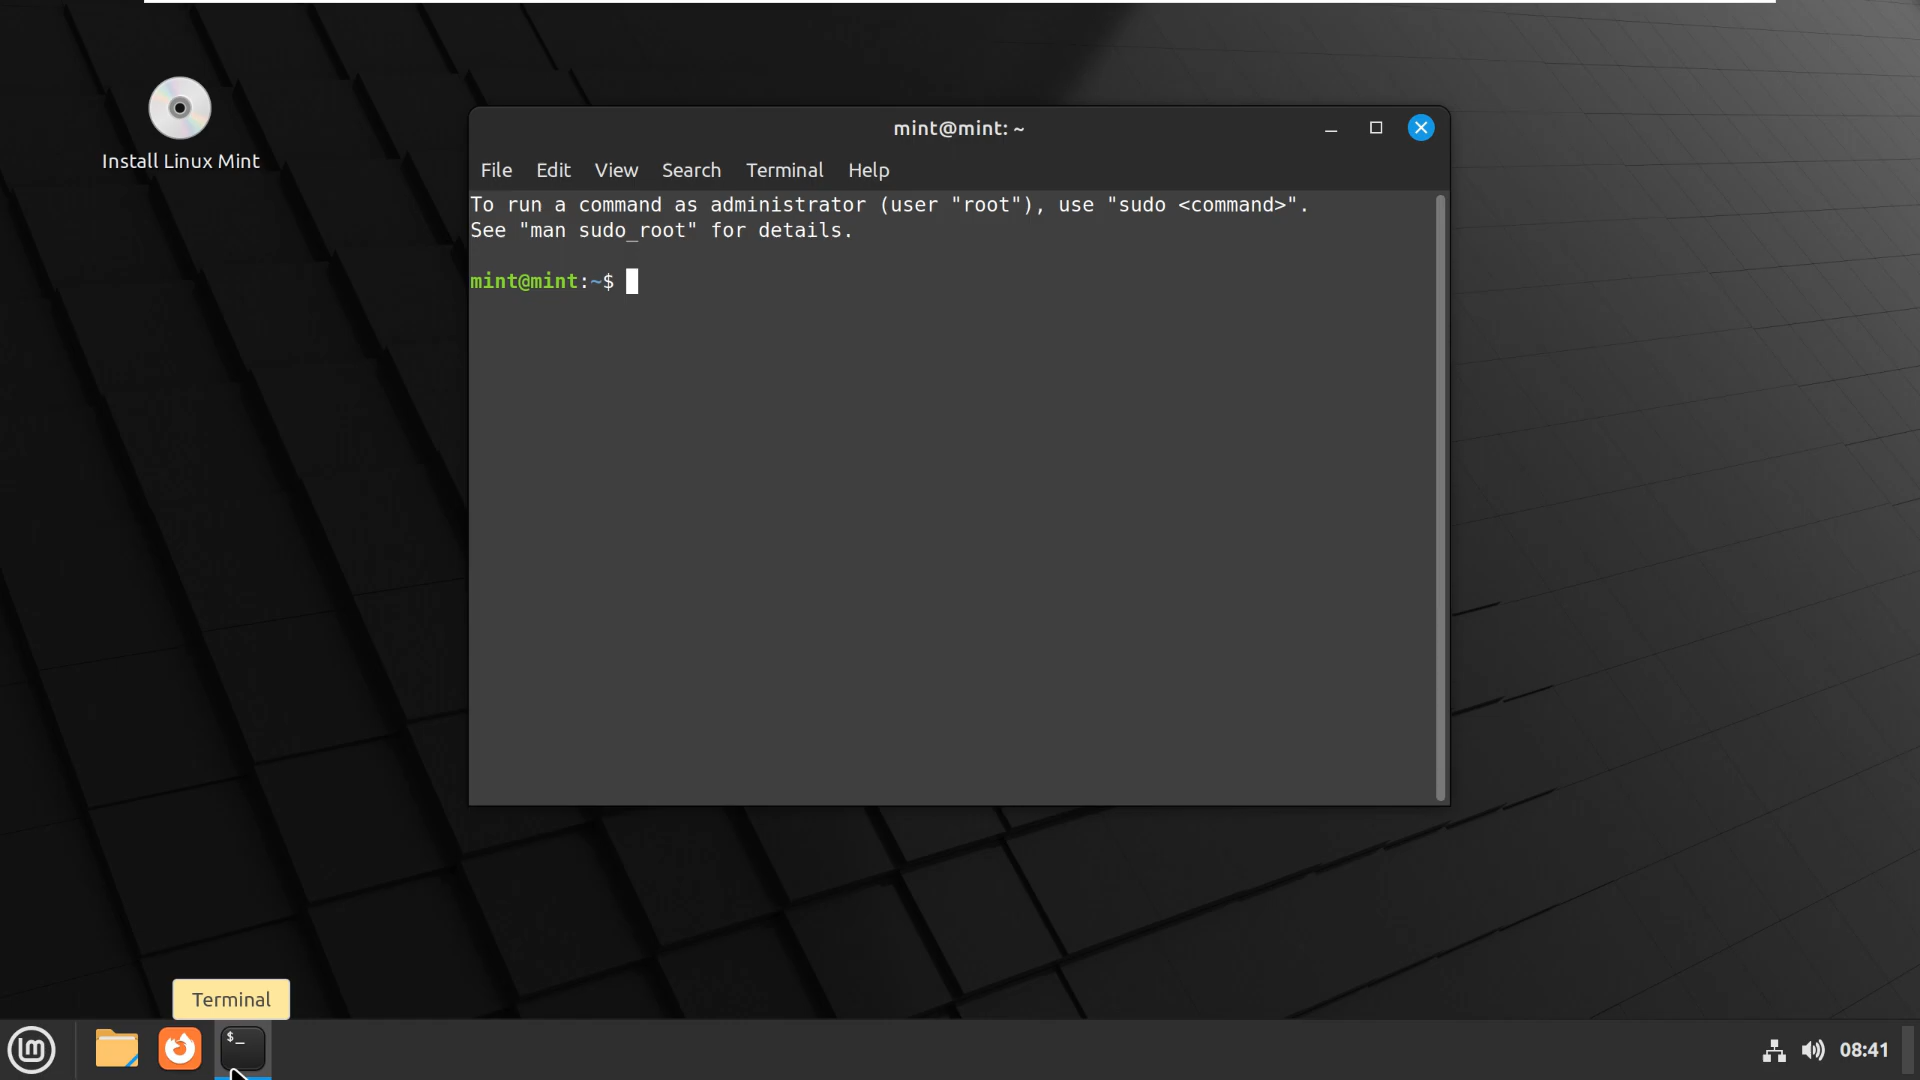 Install Linux Mint
mint@mint: ~
File Edit View Search Terminal Help
To run a command as administrator (user "root"), use "sudo <command>".
See "man sudo_root" for details.
mint@mint:~$
Terminal
$_
08:41